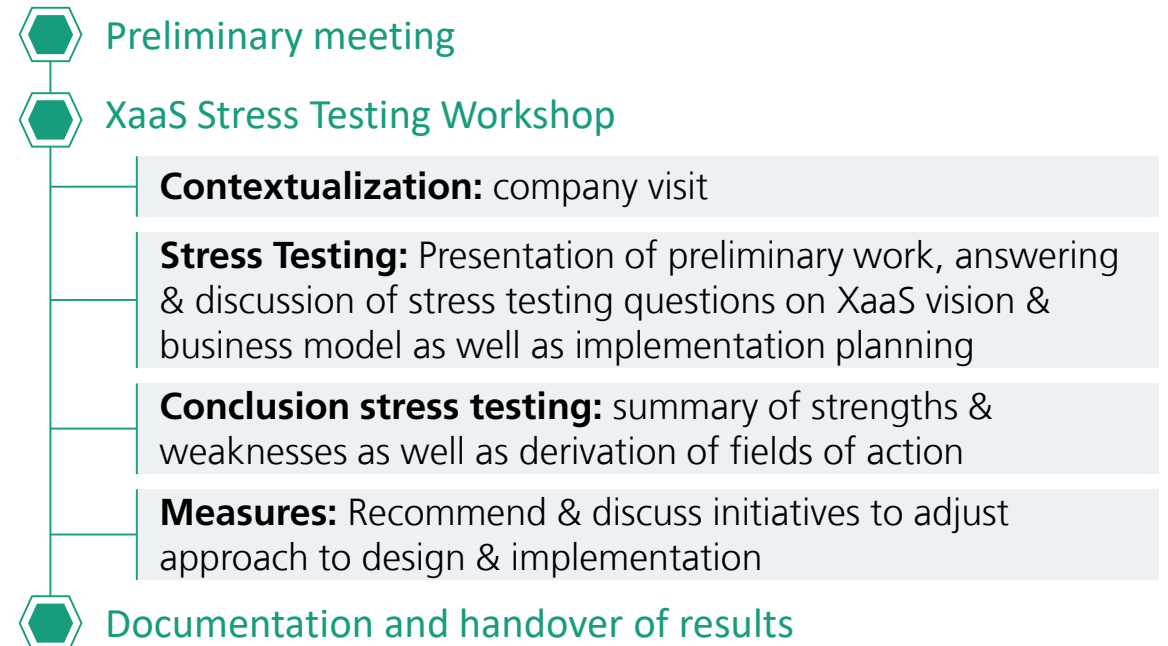 Preliminary meeting
XaaS Stress Testing Workshop
Contextualization: company visit
Stress Testing: Presentation of preliminary work, answering
& discussion of stress testing questions on XaaS vision &
business model as well as implementation planning
Conclusion stress testing: summary of strengths &
weaknesses as well as derivation of fields of action
Measures: Recommend & discuss initiatives to adjust
approach to design & implementation
Documentation and handover of results